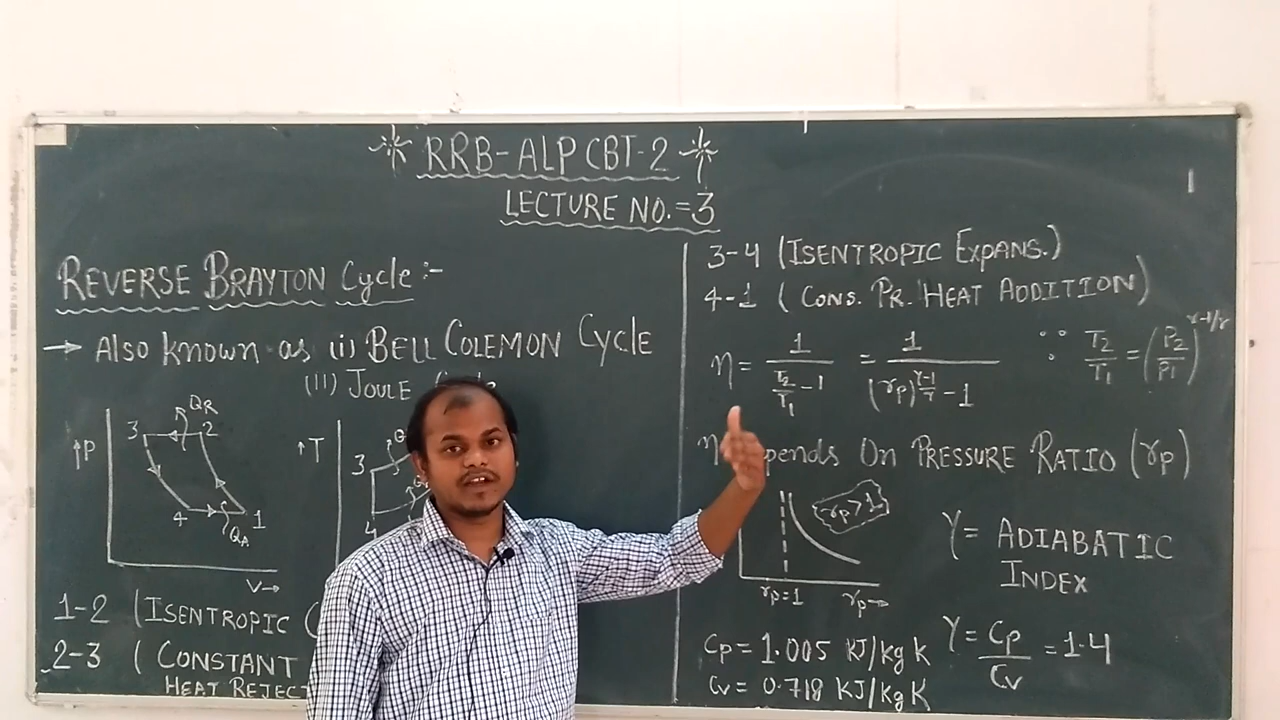 RRB-ALP CBT-2
LECTURE NO.=3
REVERSE BRAYTON Cycle:-
→ Also known as (i) BELL COLEMON CYCLE
(II) JOULE
↑P
3
QR
2
4
1
QA
V→
↑T
3
4
1-2 (ISENTROPIC
2-3 ( CONSTANT
HEAT REJECT
3-4 (ISENTROPIC EXPANS.)
4-1 ( CONS. PR. HEAT ADDITION)
η = 1/(T2/T1 - 1) = 1/((rp)^(γ-1/γ) - 1) ∵ T2/T1 = (P2/P1)^(γ-1/γ)
On PRESSURE RATIO (rp)
rp>1
rp=1
rp→
γ= ADIABATIC
INDEX
Cp = 1.005 KJ/kg k
Cv = 0.718 KJ/kg K
γ = Cp/Cv = 1.4